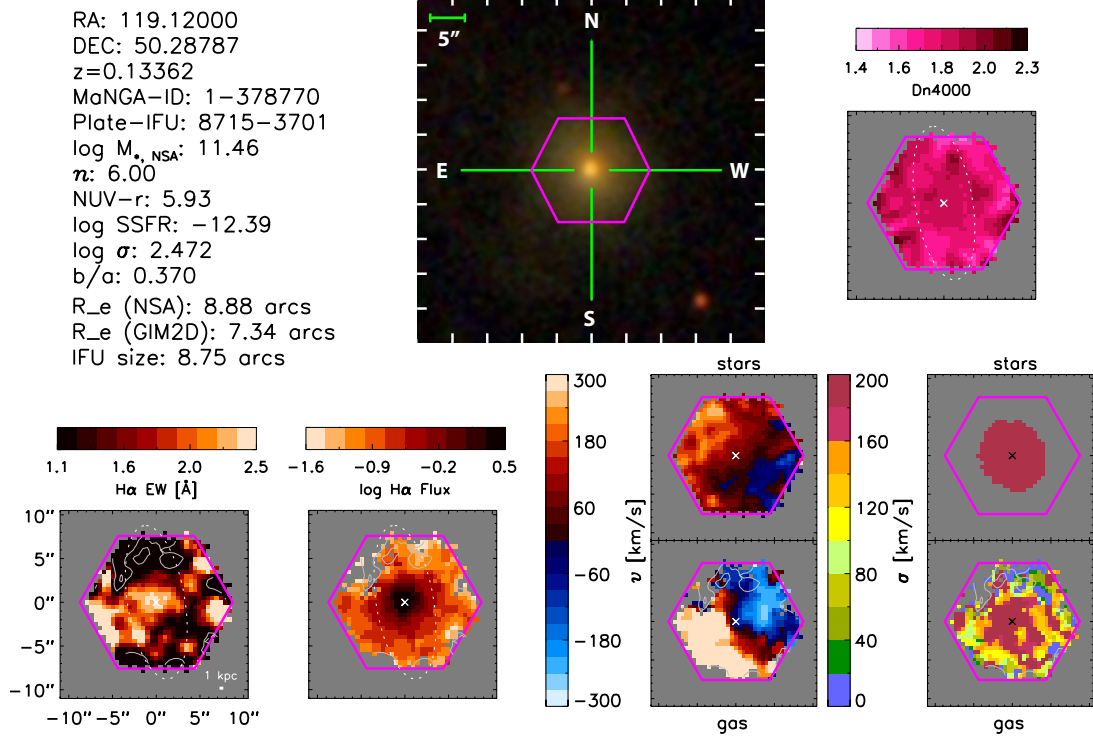 RA: 119.12000
DEC: 50.28787
z=0.13362
MaNGA-ID: 1-378770
Plate-IFU: 8715-3701
log M*, NSA: 11.46
n: 6.00
NUV-r: 5.93
log SSFR: -12.39
log σ: 2.472
b/a: 0.370
R_e (NSA): 8.88 arcs
R_e (GIM2D): 7.34 arcs
IFU size: 8.75 arcs
5"
N
E
W
S
1.4 1.6 1.8 2.0 2.3
Dn4000
1.1 1.6 2.0 2.5
Hα EW [Å]
10"
5"
0"
-5"
-10"
-10" -5" 0" 5" 10"
1 kpc
-1.6 -0.9 -0.2 0.5
log Hα Flux
300
180
60
-60
-180
-300
v [km/s]
stars
gas
200
160
120
80
40
0
σ [km/s]
stars
gas